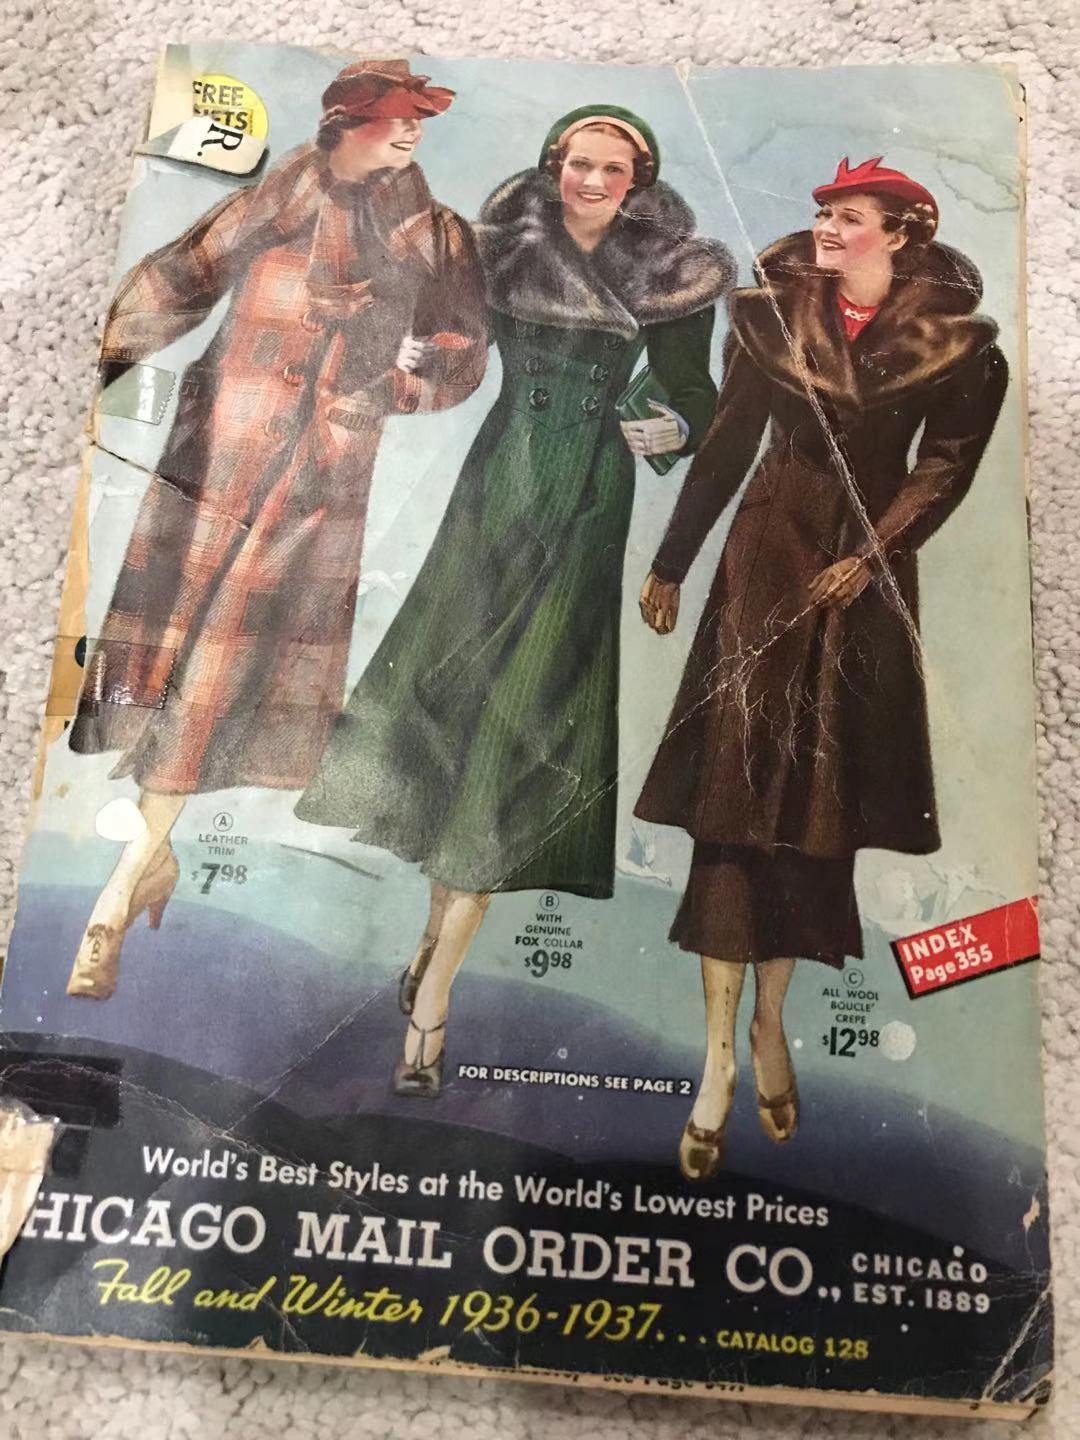 FREE
R.
Ⓐ
LEATHER
TRIM
$7.98
Ⓑ
WITH
GENUINE
FOX COLLAR
$9.98
INDEX
Page 355
Ⓒ
ALL WOOL
BOUCLE'
CREPE
$12.98
FOR DESCRIPTIONS SEE PAGE 2
World's Best Styles at the World's Lowest Prices
HICAGO MAIL ORDER CO., CHICAGO
EST. 1889
Fall and Winter 1936-1937... CATALOG 128